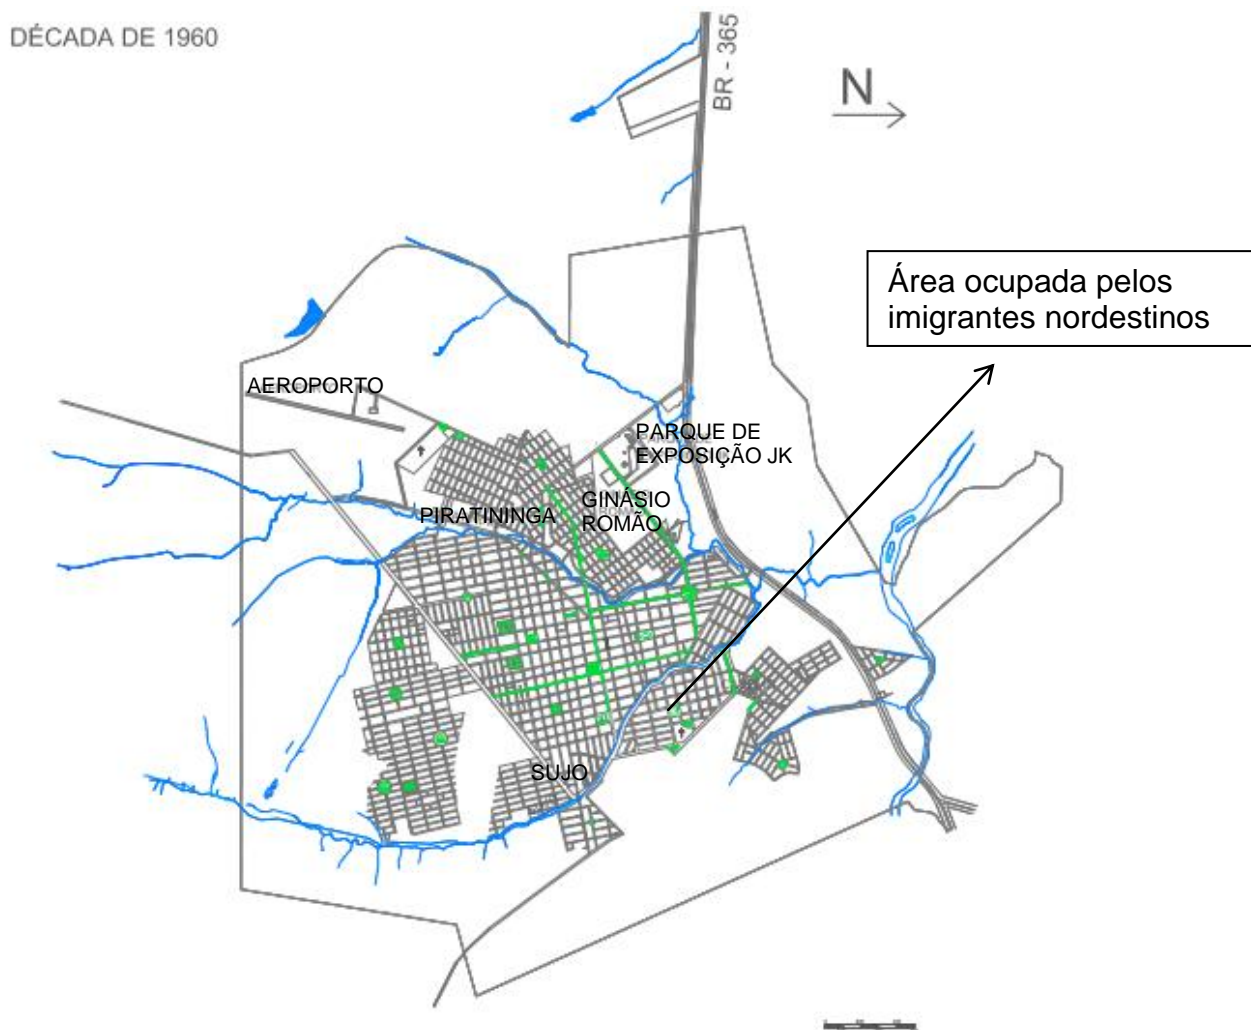 DÉCADA DE 1960
BR - 365
N
Área ocupada pelos
imigrantes nordestinos
AEROPORTO
PARQUE DE
EXPOSIÇÃO JK
GINÁSIO
ROMÃO
PIRATININGA
SUJO